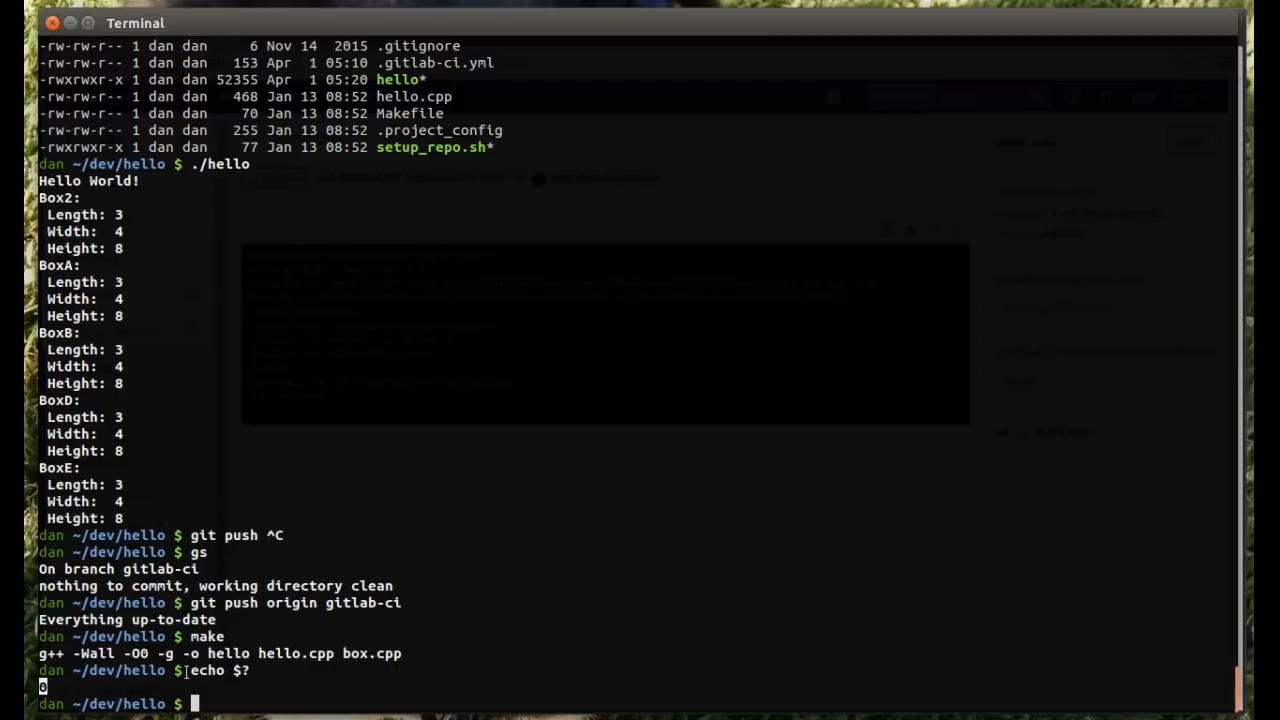 Terminal
-rw-rw-r-- 1 dan dan     6 Nov 14  2015 .gitignore
-rw-rw-r-- 1 dan dan   153 Apr  1 05:10 .gitlab-ci.yml
-rwxrwxr-x 1 dan dan 52355 Apr  1 05:20 hello*
-rw-rw-r-- 1 dan dan   468 Jan 13 08:52 hello.cpp
-rw-rw-r-- 1 dan dan    70 Jan 13 08:52 Makefile
-rw-rw-r-- 1 dan dan   255 Jan 13 08:52 .project_config
-rwxrwxr-x 1 dan dan    77 Jan 13 08:52 setup_repo.sh*
dan ~/dev/hello $ ./hello
Hello World!
Box2:
 Length: 3
 Width:  4
 Height: 8
BoxA:
 Length: 3
 Width:  4
 Height: 8
BoxB:
 Length: 3
 Width:  4
 Height: 8
BoxD:
 Length: 3
 Width:  4
 Height: 8
BoxE:
 Length: 3
 Width:  4
 Height: 8
dan ~/dev/hello $ git push ^C
dan ~/dev/hello $ gs
On branch gitlab-ci
nothing to commit, working directory clean
dan ~/dev/hello $ git push origin gitlab-ci
Everything up-to-date
dan ~/dev/hello $ make
g++ -Wall -O0 -g -o hello hello.cpp box.cpp
dan ~/dev/hello $ echo $?
0
dan ~/dev/hello $